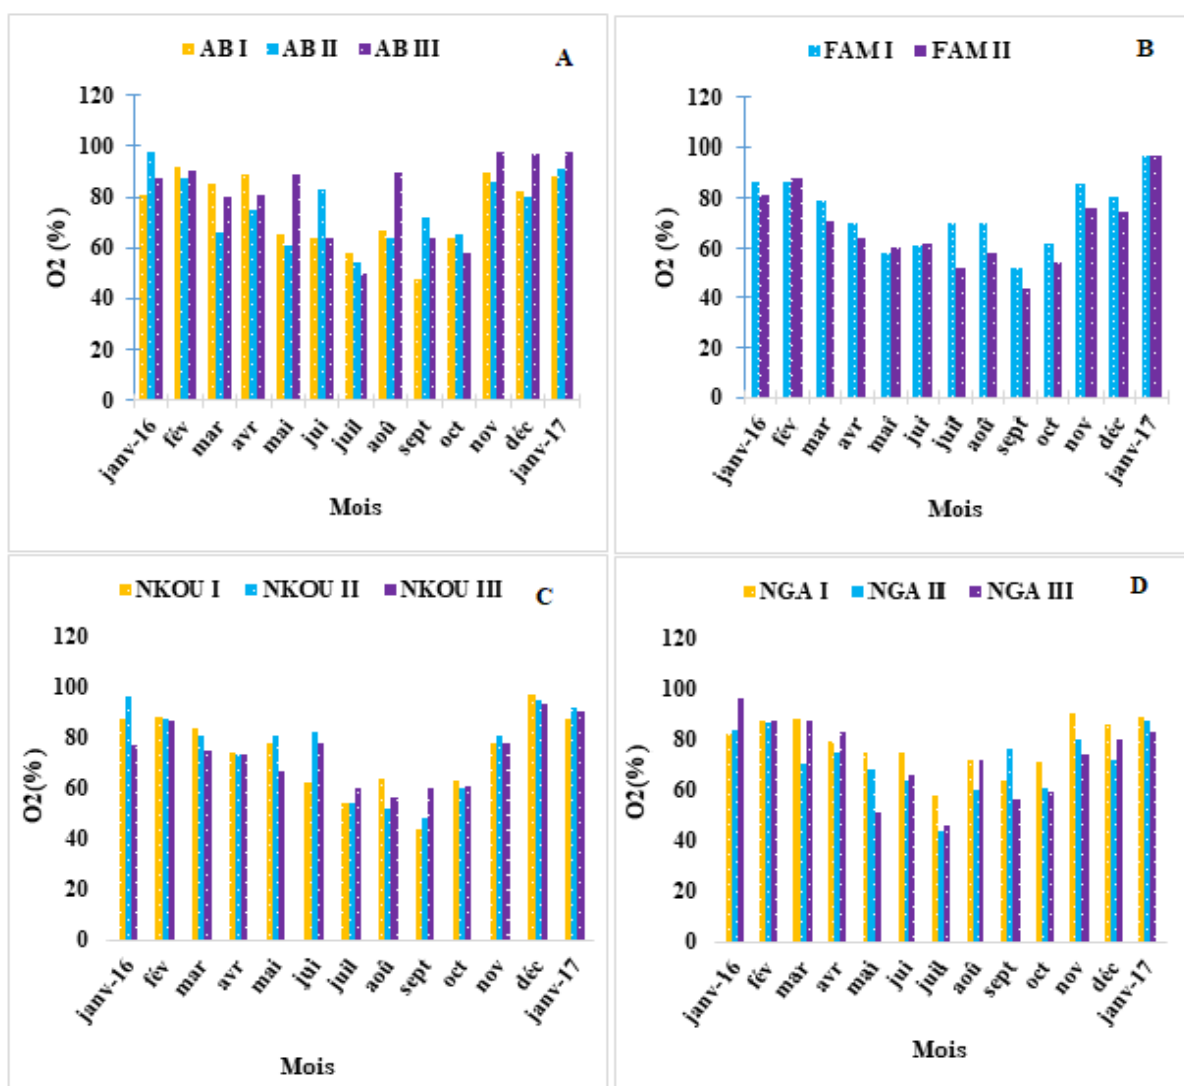 AB I AB II AB III A
O2 (%)
120
100
80
60
40
20
0
janv-16 fév mar avr mai jui juil aoû sept oct nov déc janv-17
Mois
FAM I FAM II B
O2 (%)
120
100
80
60
40
20
0
janv-16 fév mar avr mai jui juil aoû sept oct nov déc janv-17
Mois
NKOU I NKOU II NKOU III C
O2(%)
120
100
80
60
40
20
0
janv-16 fév mar avr mai jui juil aoû sept oct nov déc janv-17
Mois
NGA I NGA II NGA III D
O2(%)
120
100
80
60
40
20
0
janv-16 fév mar avr mai jui juil aoû sept oct nov déc janv-17
Mois